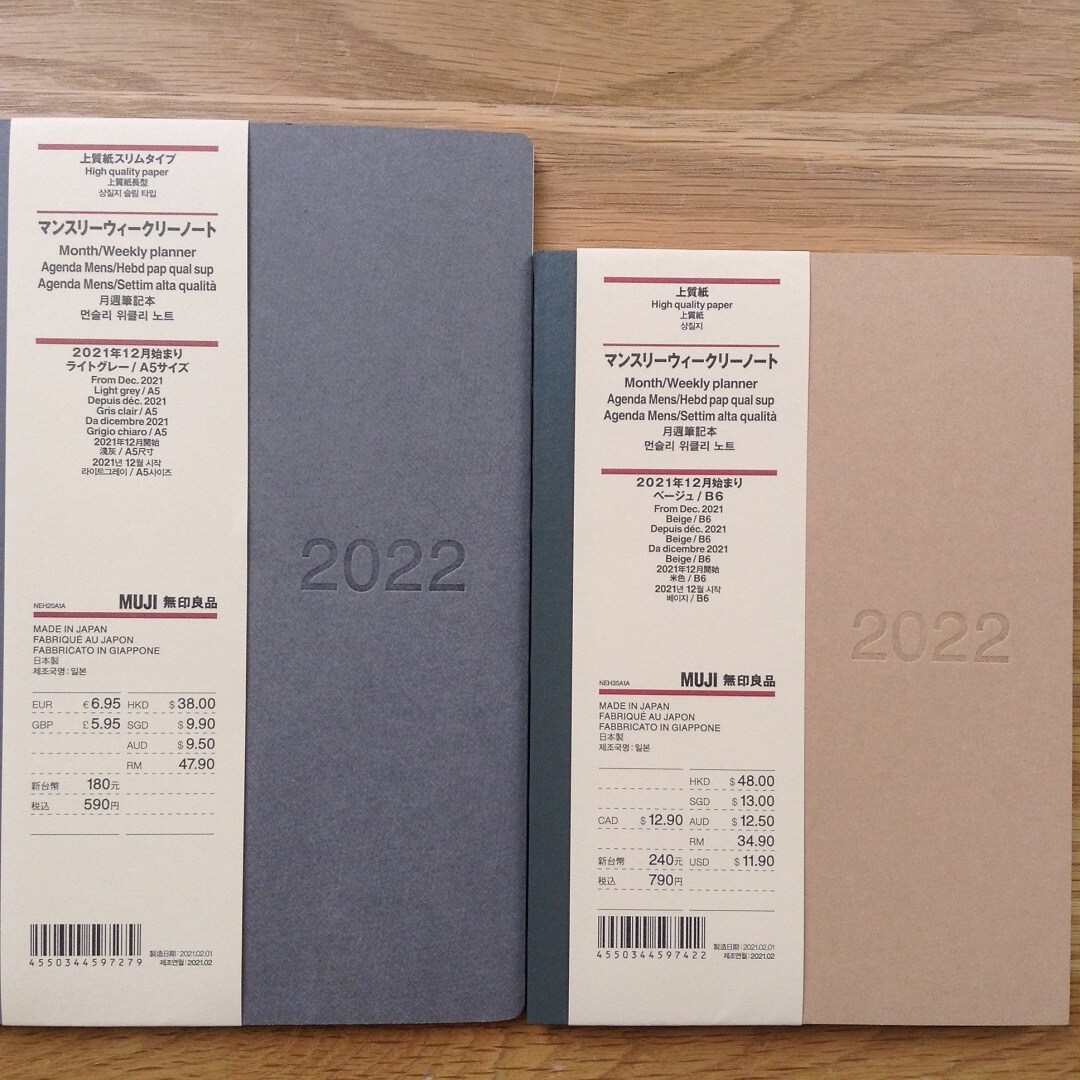 上質紙スリムタイプ
High quality paper
上質紙長型
상질지 슬림 타입
マンスリーウィークリーノート
Month/Weekly planner
Agenda Mens/Hebd pap qual sup
Agenda Mens/Settim alta qualità
月週筆記本
먼슬리 위클리 노트
2021年12月始まり
ライトグレー/A5サイズ
From Dec. 2021
Light grey/A5
Depuis déc. 2021
Gris clair/A5
Da dicembre 2021
Grigio chiaro/A5
2021年12月開始
淺灰/A5尺寸
2021년 12월 시작
라이트그레이/A5사이즈
NEH20A1A MUJI 無印良品
MADE IN JAPAN
FABRIQUÉ AU JAPON
FABBRICATO IN GIAPPONE
日本製
제조국명:일본
EUR € 6.95 HKD $ 38.00
GBP £ 5.95 SGD $ 9.90
AUD $ 9.50
RM 47.90
新台幣 180元
税込 590円
4550344597279
製造日期:2021.02.01
제조연월:2021.02
2022
上質紙
High quality paper
上質紙
상질지
マンスリーウィークリーノート
Month/Weekly planner
Agenda Mens/Hebd pap qual sup
Agenda Mens/Settim alta qualità
月週筆記本
먼슬리 위클리 노트
2021年12月始まり
ベージュ/B6
From Dec. 2021
Beige/B6
Depuis déc. 2021
Beige/B6
Da dicembre 2021
Beige/B6
2021年12月開始
米色/B6
2021년 12월 시작
베이지/B6
NEH35A1A MUJI 無印良品
MADE IN JAPAN
FABRIQUÉ AU JAPON
FABBRICATO IN GIAPPONE
日本製
제조국명:일본
HKD $ 48.00
SGD $ 13.00
CAD $ 12.90 AUD $ 12.50
RM 34.90
新台幣 240元 USD $ 11.90
税込 790円
4550344597422
製造日期:2021.02.01
제조연월:2021.02
2022